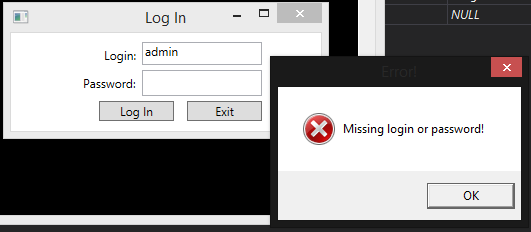 Log In
Login: admin
Password:
Log In Exit
NULL
Error!
Missing login or password!
OK